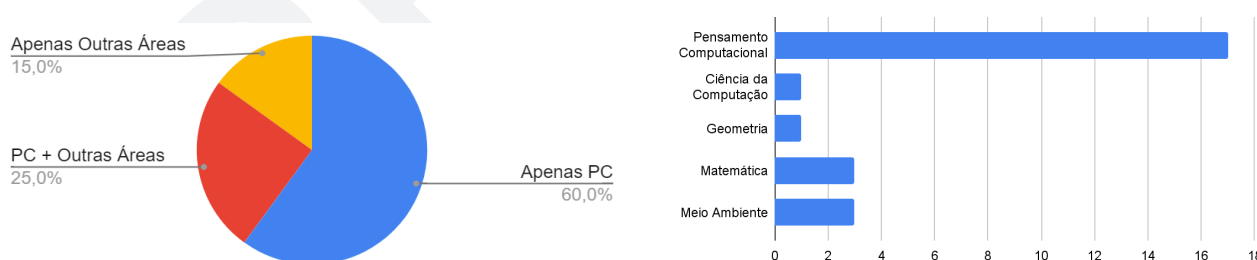 Apenas Outras Áreas
15,0%
PC + Outras Áreas
25,0%
Apenas PC
60,0%
Pensamento
Computacional
Ciência da
Computação
Geometria
Matemática
Meio Ambiente
0 2 4 6 8 10 12 14 16 18